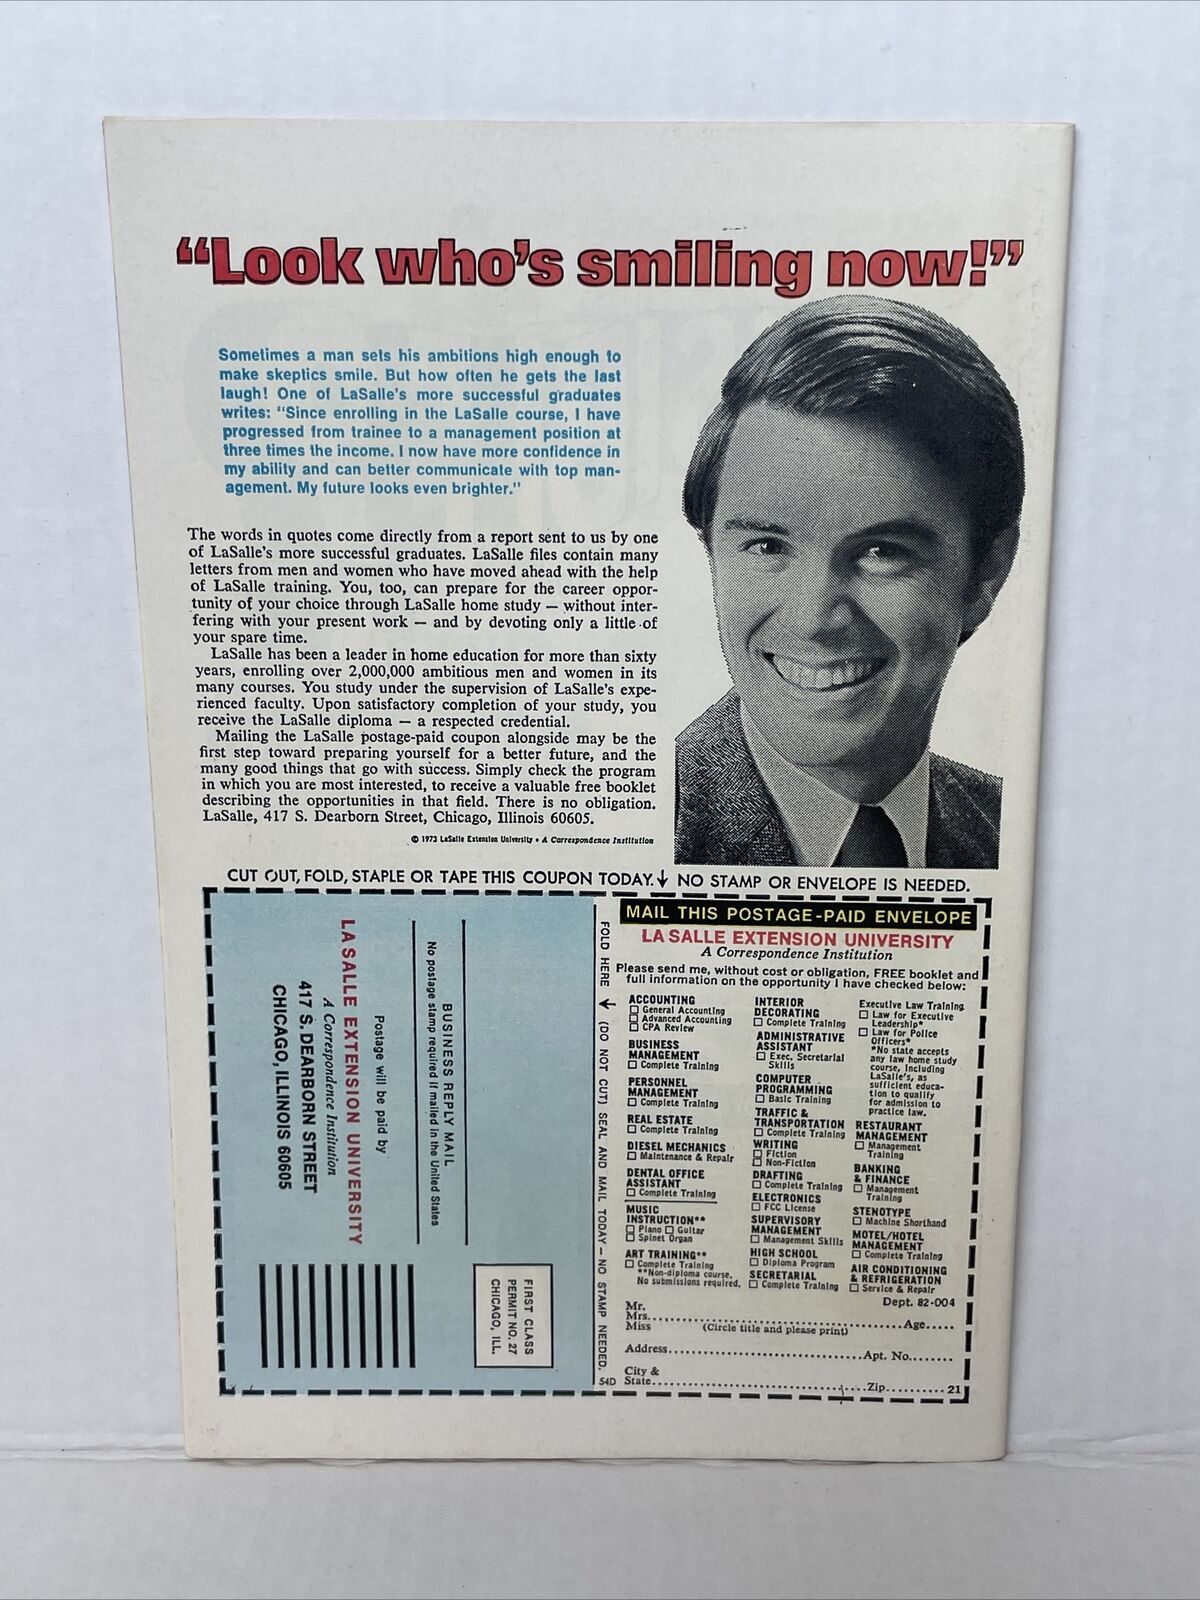 “Look who’s smiling now!”
Sometimes a man sets his ambitions high enough to
make skeptics smile. But how often he gets the last
laugh! One of LaSalle's more successful graduates
writes: "Since enrolling in the LaSalle course, I have
progressed from trainee to a management position at
three times the income. I now have more confidence in
my ability and can better communicate with top man-
agement. My future looks even brighter."
The words in quotes come directly from a report sent to us by one
of LaSalle's more successful graduates. LaSalle files contain many
letters from men and women who have moved ahead with the help
of LaSalle training. You, too, can prepare for the career oppor-
tunity of your choice through LaSalle home study — without inter-
fering with your present work — and by devoting only a little of
your spare time.
LaSalle has been a leader in home education for more than sixty
years, enrolling over 2,000,000 ambitious men and women in its
many courses. You study under the supervision of LaSalle's expe-
rienced faculty. Upon satisfactory completion of your study, you
receive the LaSalle diploma — a respected credential.
Mailing the LaSalle postage-paid coupon alongside may be the
first step toward preparing yourself for a better future, and the
many good things that go with success. Simply check the program
in which you are most interested, to receive a valuable free booklet
describing the opportunities in that field. There is no obligation.
LaSalle, 417 S. Dearborn Street, Chicago, Illinois 60605.
© 1973 LaSalle Extension University • A Correspondence Institution
CUT OUT, FOLD, STAPLE OR TAPE THIS COUPON TODAY.↓ NO STAMP OR ENVELOPE IS NEEDED.
FIRST CLASS
PERMIT NO. 27
CHICAGO, ILL.
BUSINESS REPLY MAIL
No postage stamp required if mailed in the United States
Postage will be paid by
LA SALLE EXTENSION UNIVERSITY
A Correspondence Institution
417 S. DEARBORN STREET
CHICAGO, ILLINOIS 60605
FOLD HERE → (DO NOT CUT) SEAL AND MAIL TODAY — NO STAMP NEEDED.
54D
MAIL THIS POSTAGE-PAID ENVELOPE
LA SALLE EXTENSION UNIVERSITY
A Correspondence Institution
Please send me, without cost or obligation, FREE booklet and
full information on the opportunity I have checked below:
ACCOUNTING
☐ General Accounting
☐ Advanced Accounting
☐ CPA Review
BUSINESS
MANAGEMENT
☐ Complete Training
PERSONNEL
MANAGEMENT
☐ Complete Training
REAL ESTATE
☐ Complete Training
DIESEL MECHANICS
☐ Maintenance & Repair
DENTAL OFFICE
ASSISTANT
☐ Complete Training
MUSIC
INSTRUCTION**
☐ Piano ☐ Guitar
☐ Spinet Organ
ART TRAINING**
☐ Complete Training
**Non-diploma course.
No submissions required.
INTERIOR
DECORATING
☐ Complete Training
ADMINISTRATIVE
ASSISTANT
☐ Exec. Secretarial
Skills
COMPUTER
PROGRAMMING
☐ Basic Training
TRAFFIC &
TRANSPORTATION
☐ Complete Training
WRITING
☐ Fiction
☐ Non-Fiction
DRAFTING
☐ Complete Training
ELECTRONICS
☐ FCC License
SUPERVISORY
MANAGEMENT
☐ Management Skills
HIGH SCHOOL
☐ Diploma Program
SECRETARIAL
☐ Complete Training
Executive Law Training
☐ Law for Executive
Leadership*
☐ Law for Police
Officers*
*No state accepts
any law home study
course, including
LaSalle's, as
sufficient educa-
tion to qualify
for admission to
practice law.
RESTAURANT
MANAGEMENT
☐ Management
Training
BANKING
& FINANCE
☐ Management
Training
STENOTYPE
☐ Machine Shorthand
MOTEL/HOTEL
MANAGEMENT
☐ Complete Training
AIR CONDITIONING
& REFRIGERATION
☐ Service & Repair
Dept. 82-004
Mr.
Mrs. Age
Miss (Circle title and please print)
Address Apt. No.
City &
State Zip 21